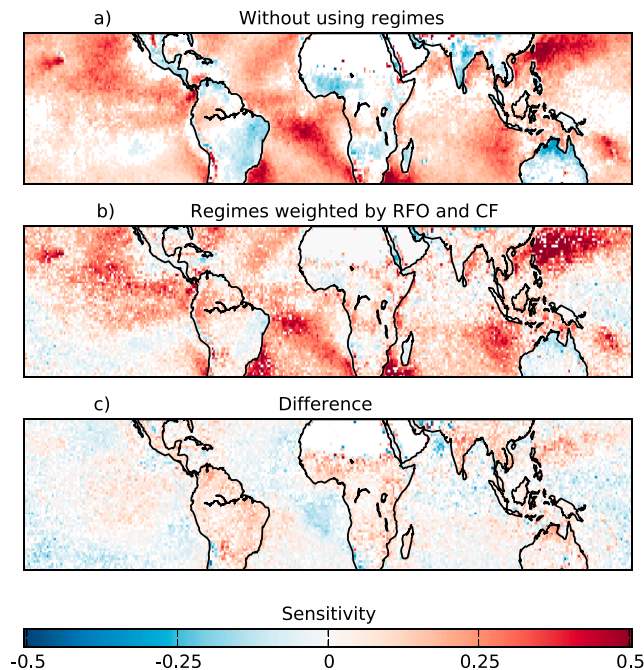 a) Without using regimes
b) Regimes weighted by RFO and CF
c) Difference
Sensitivity
-0.5 -0.25 0 0.25 0.5